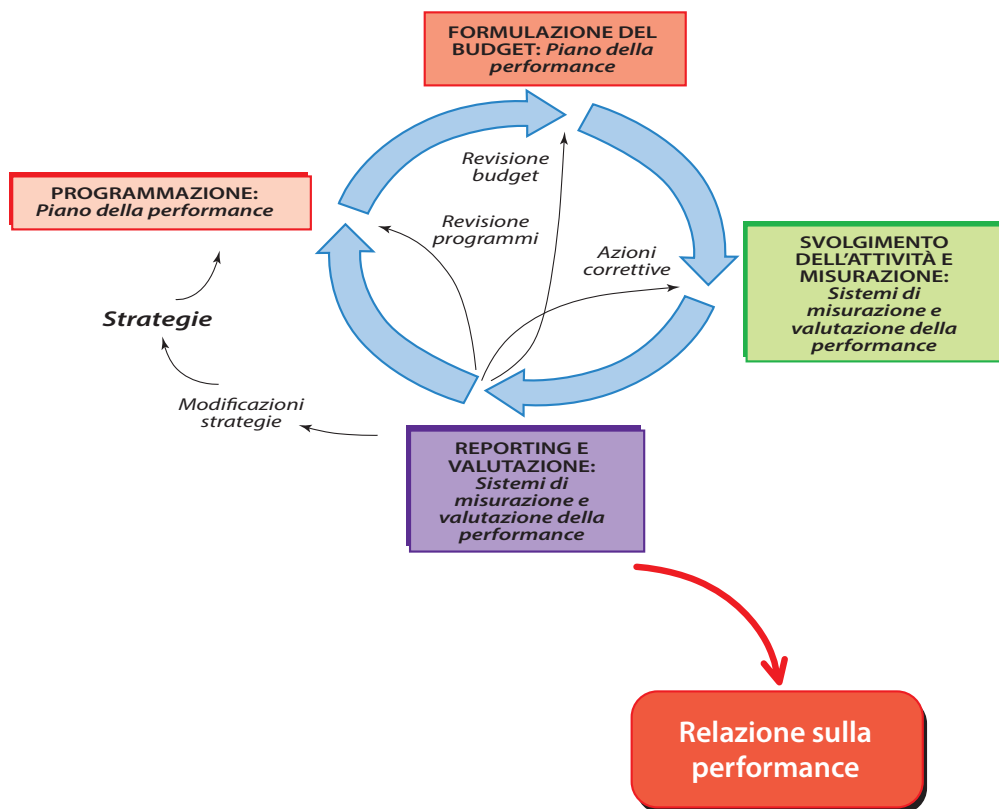 FORMULAZIONE DEL
BUDGET: Piano della
performance
Revisione
budget
PROGRAMMAZIONE:
Piano della performance
Revisione
programmi
Azioni
correttive
SVOLGIMENTO
DELL’ATTIVITÀ E
MISURAZIONE:
Sistemi di
misurazione e
valutazione della
performance
Strategie
Modificazioni
strategie
REPORTING E
VALUTAZIONE:
Sistemi di
misurazione e
valutazione della
performance
Relazione sulla
performance